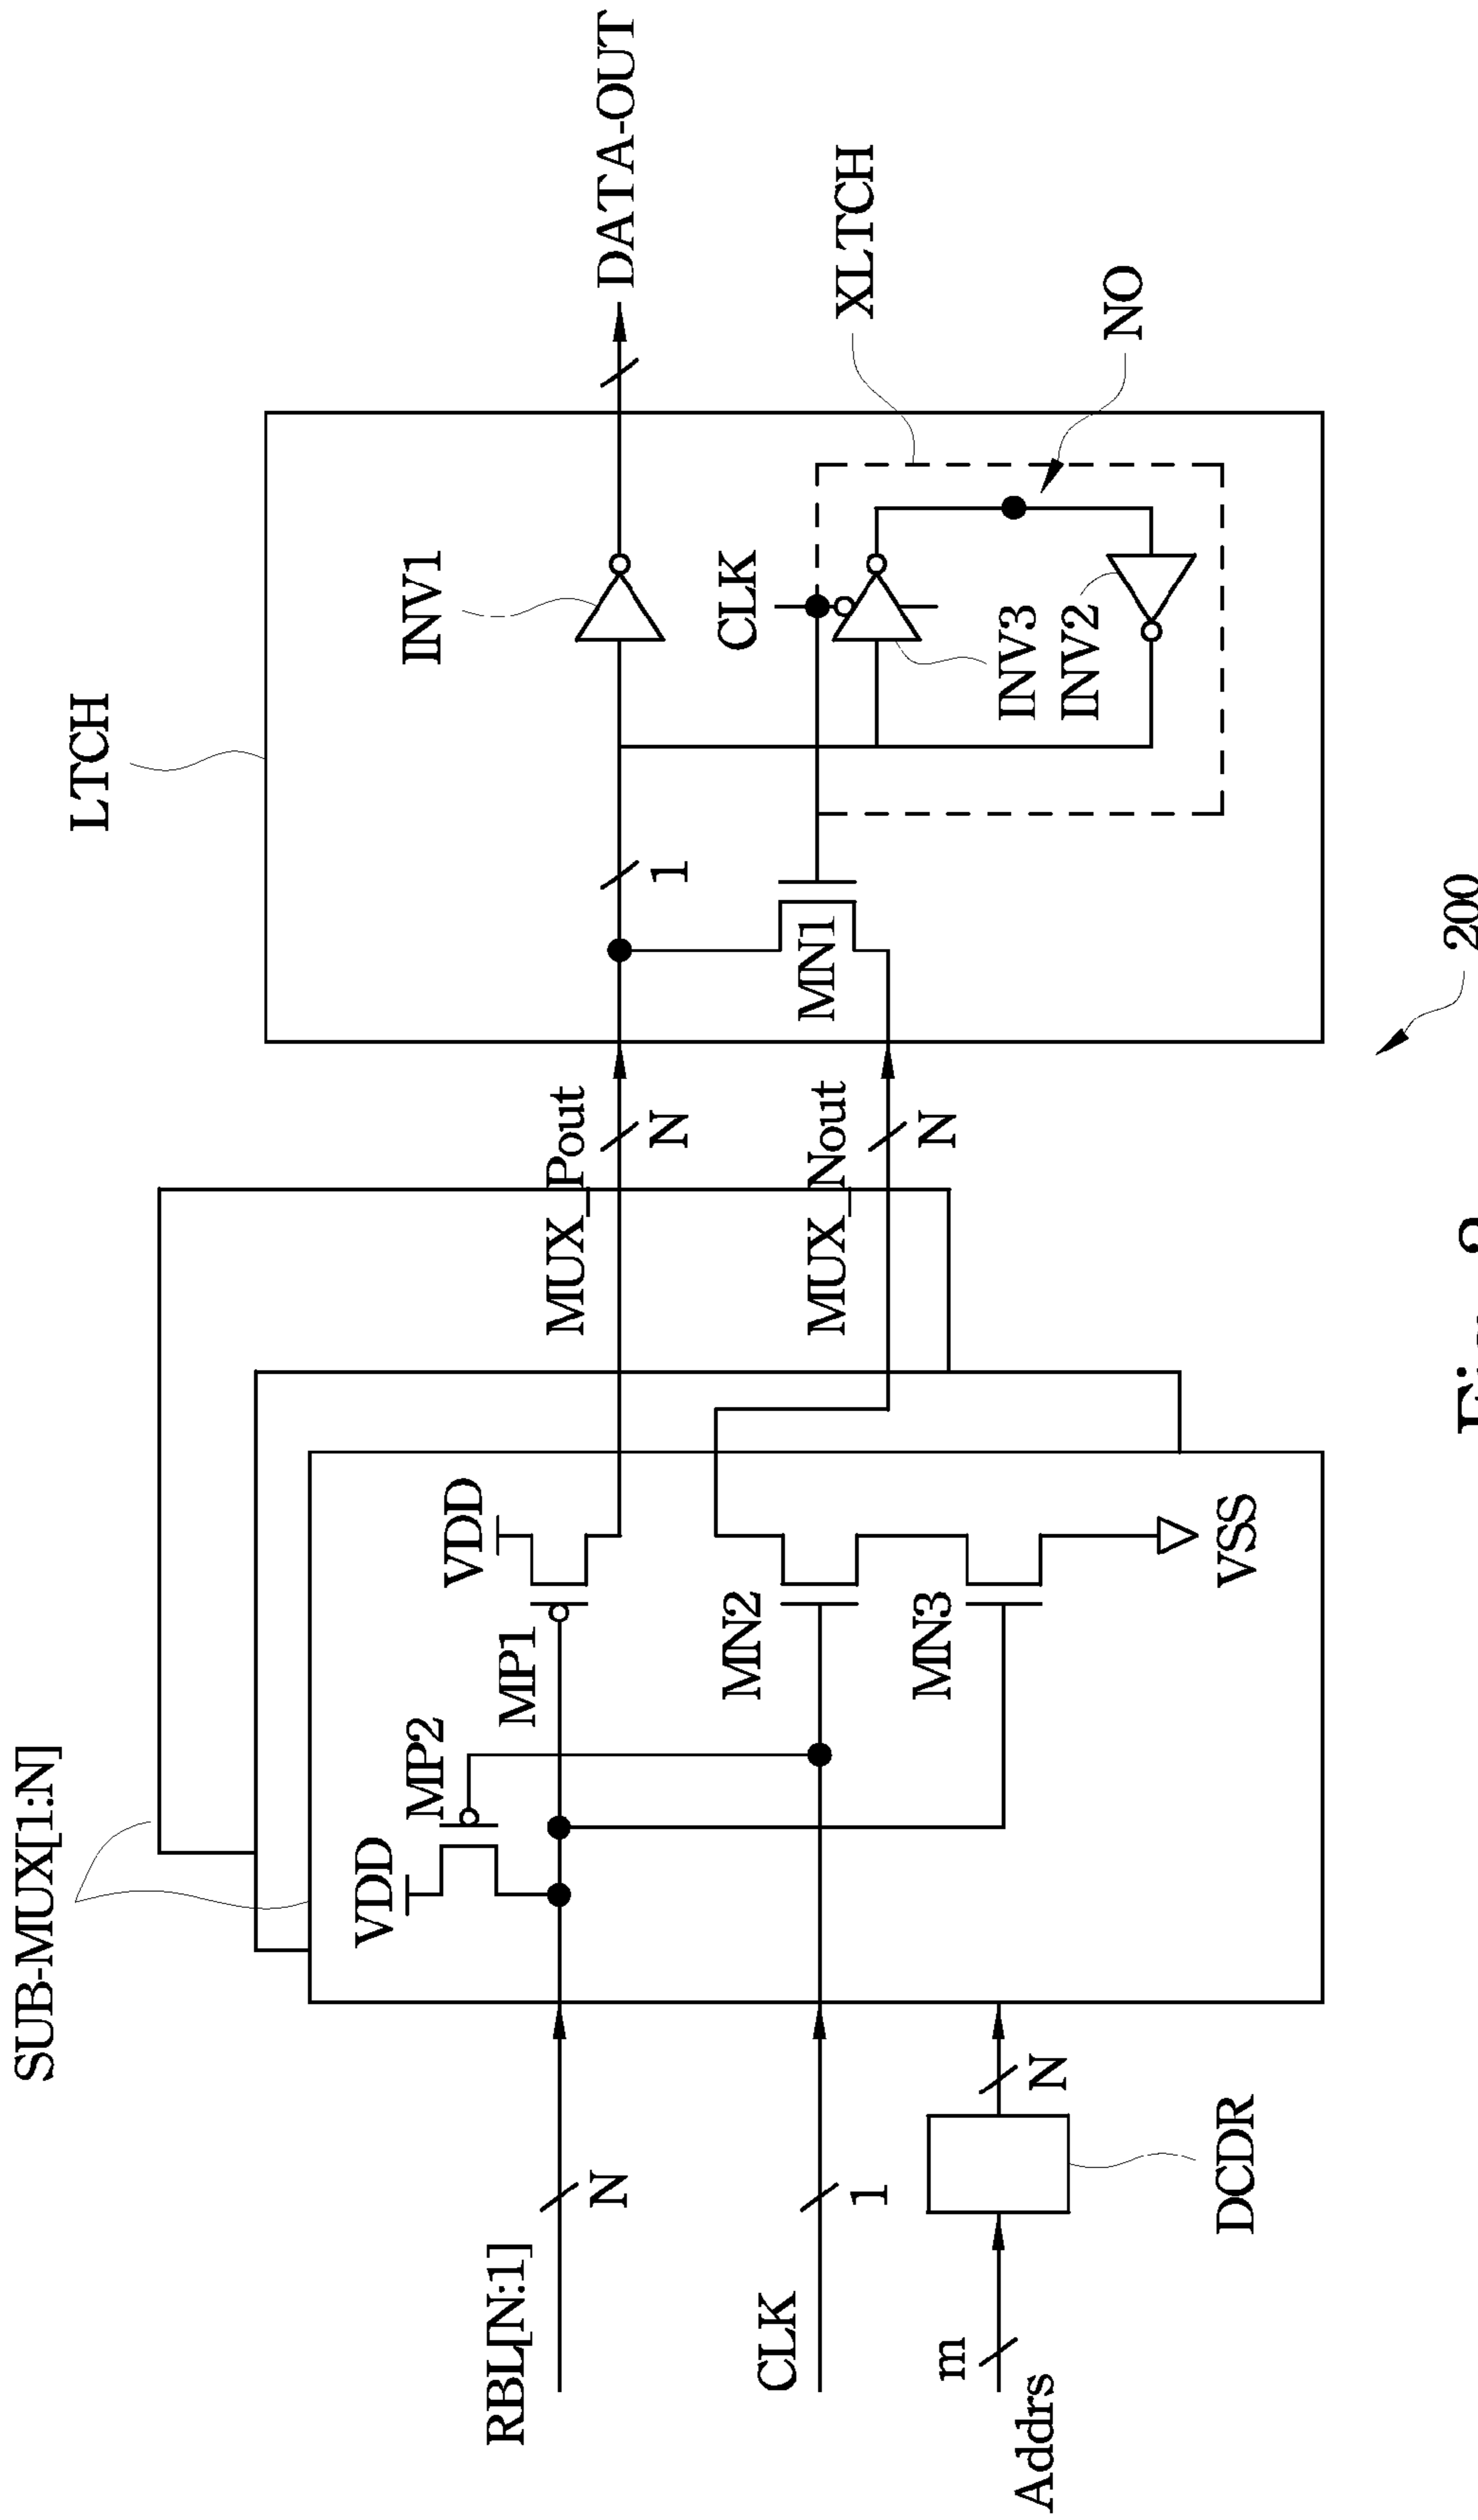 SUB-MUX[1:N]
LTCH
VDD
MP2
VDD
MP1
RBL[N:1]
N
MUX_Pout
N
INV1
DATA-OUT
1
CLK
1
MN2
MUX_Nout
N
MN1
CLK
XLTCH
m
Addrs
N
MN3
INV3
INV2
NO
DCDR
VSS
200